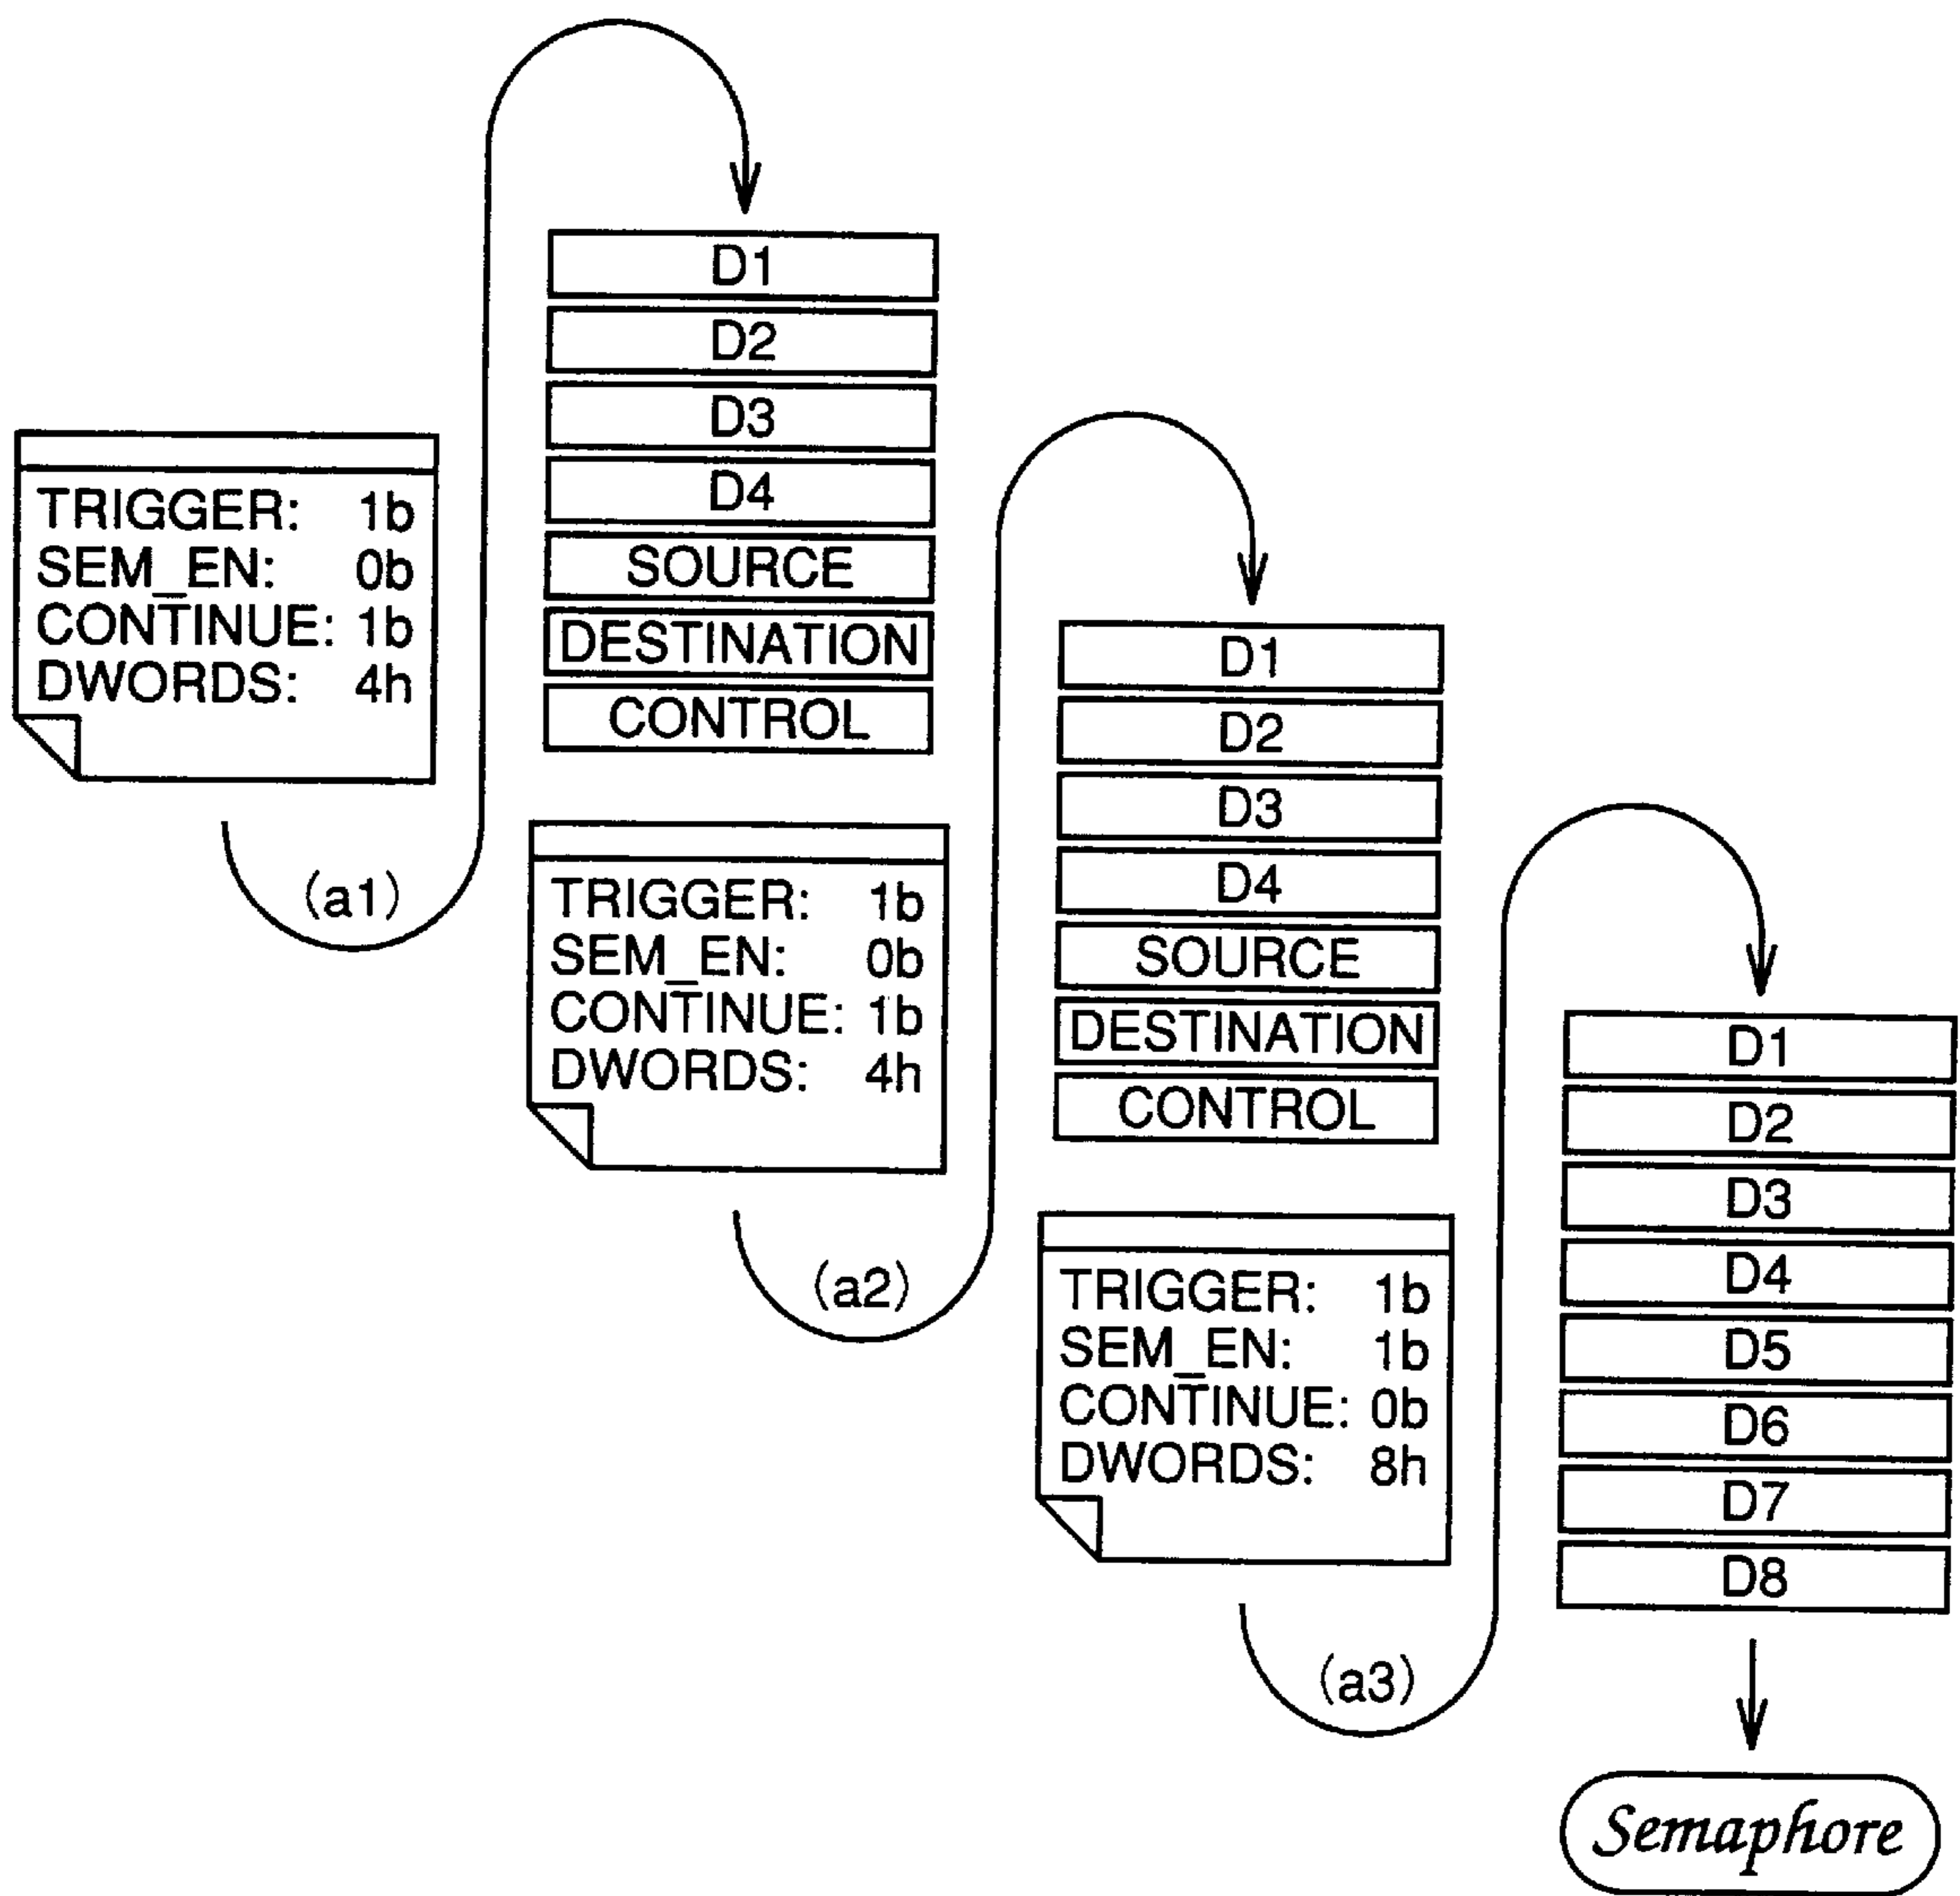 TRIGGER: 1b
SEM_EN: 0b
CONTINUE: 1b
DWORDS: 4h
(a1)
D1
D2
D3
D4
SOURCE
DESTINATION
CONTROL
TRIGGER: 1b
SEM_EN: 0b
CONTINUE: 1b
DWORDS: 4h
(a2)
D1
D2
D3
D4
SOURCE
DESTINATION
CONTROL
TRIGGER: 1b
SEM_EN: 1b
CONTINUE: 0b
DWORDS: 8h
(a3)
D1
D2
D3
D4
D5
D6
D7
D8
Semaphore